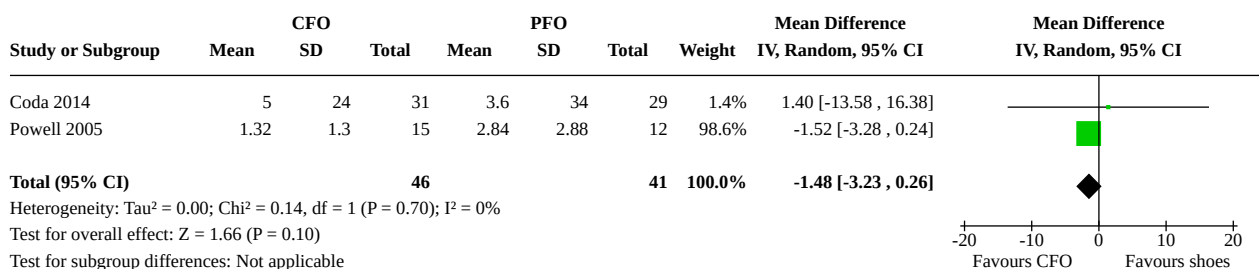 CFO PFO Mean Difference Mean Difference
Study or Subgroup Mean SD Total Mean SD Total Weight IV, Random, 95% CI IV, Random, 95% CI
Coda 2014 5 24 31 3.6 34 29 1.4% 1.40 [-13.58 , 16.38]
Powell 2005 1.32 1.3 15 2.84 2.88 12 98.6% -1.52 [-3.28 , 0.24]
Total (95% CI) 46 41 100.0% -1.48 [-3.23 , 0.26]
Heterogeneity: Tau² = 0.00; Chi² = 0.14, df = 1 (P = 0.70); I² = 0%
Test for overall effect: Z = 1.66 (P = 0.10)
-20 -10 0 10 20
Test for subgroup differences: Not applicable Favours CFO Favours shoes